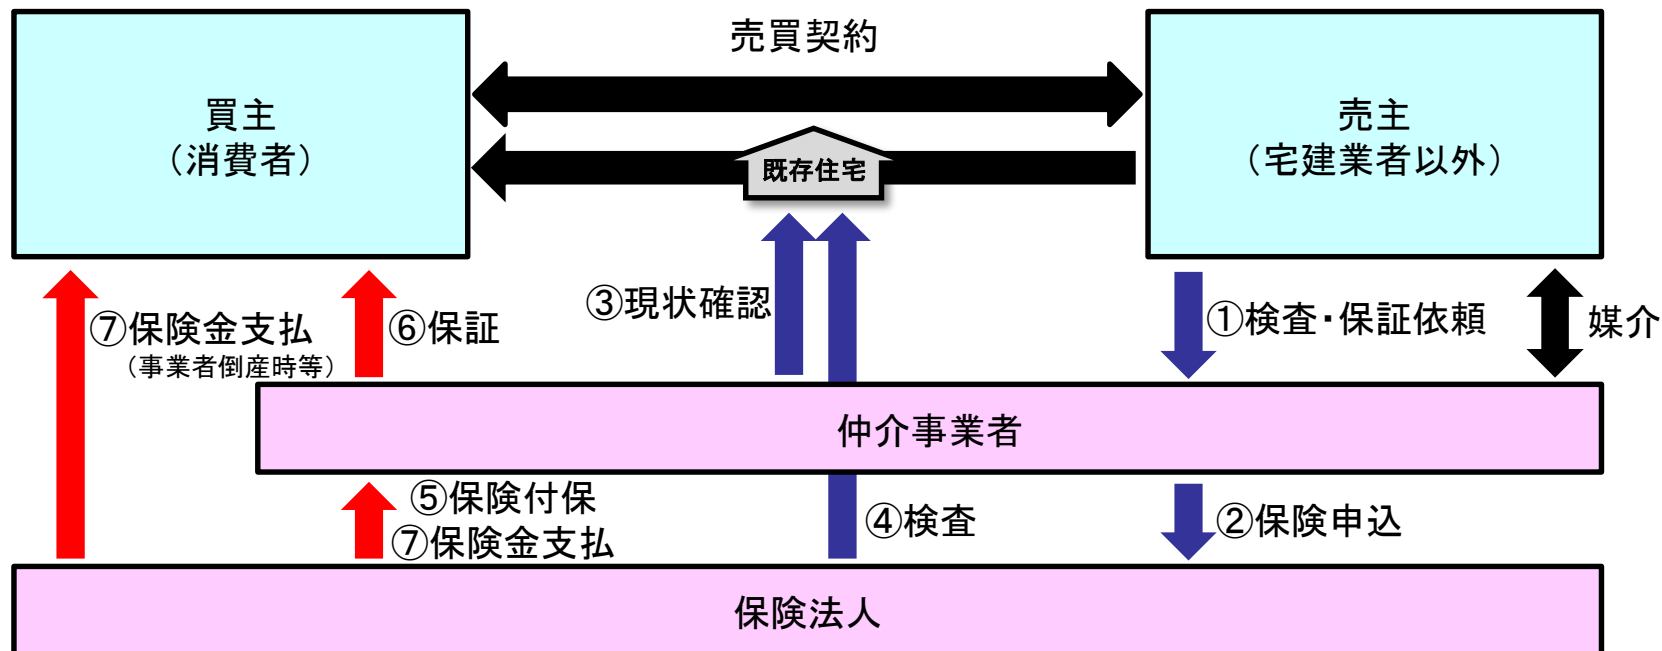 売買契約
買主
（消費者）
売主
（宅建業者以外）
既存住宅
⑦保険金支払
（事業者倒産時等）
⑥保証
③現状確認
①検査・保証依頼
媒介
仲介事業者
⑤保険付保
⑦保険金支払
④検査
②保険申込
保険法人